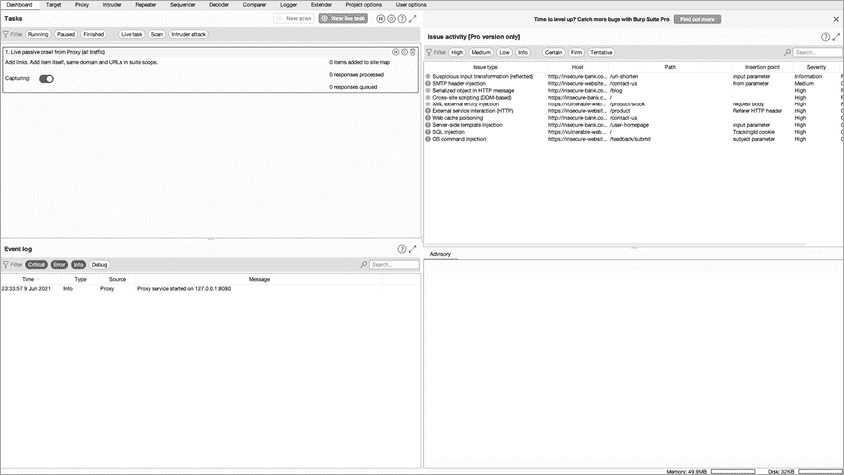 Dashboard Target Proxy Intruder Repeater Sequencer Decoder Comparer Logger Extender Project options User options
Tasks
New scan
New live task
Filter Running Paused Finished Live task Scan Intruder attack
1. Live passive crawl from Proxy (all traffic)
Add links. Add item itself, same domain and URLs in suite scope.
0 items added to site map
Capturing:
0 responses processed
0 responses queued
Event log
Filter Critical Error Info Debug Search...
Time Type Source Message
23:33:57 9 Jun 2021 Info Proxy Proxy service started on 127.0.0.1:8080
Time to level up? Catch more bugs with Burp Suite Pro Find out more
Issue activity [Pro version only]
Filter High Medium Low Info Certain Firm Tentative Search...
Issue type Host Path Insertion point Severity
Suspicious input transformation (reflected) http://insecure-bank.co... /url-shorten input parameter Information
SMTP header injection http://insecure-website... /contact-us from parameter Medium
Serialized object in HTTP message http://insecure-bank.co... /blog High
Cross-site scripting (DOM-based) https://insecure-bank.co... / High
XML external entity injection https://vulnerable-web... /product/stock request body High
External service interaction (HTTP) https://insecure-website... /product Referer HTTP header High
Web cache poisoning http://insecure-bank.co... /contact-us High
Server-side template injection http://insecure-bank.co... /user-homepage input parameter High
SQL injection https://vulnerable-web... / TrackingId cookie High
OS command injection https://insecure-website... /feedback/submit subject parameter High
Advisory
Memory: 49.9MB
Disk: 32KB